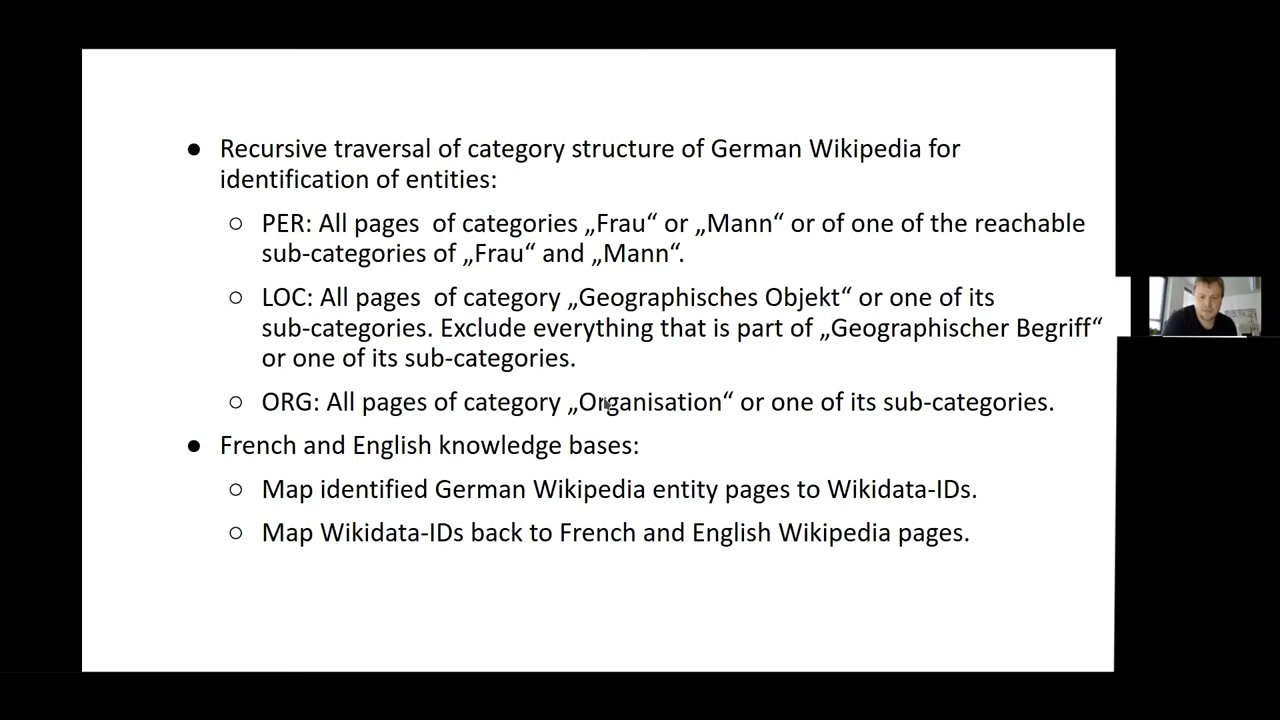 ● Recursive traversal of category structure of German Wikipedia for
identification of entities:
○ PER: All pages  of categories „Frau“ or „Mann“ or of one of the reachable
sub-categories of „Frau“ and „Mann“.
○ LOC: All pages  of category „Geographisches Objekt“ or one of its
sub-categories. Exclude everything that is part of „Geographischer Begriff“
or one of its sub-categories.
○ ORG: All pages of category „Organisation“ or one of its sub-categories.
● French and English knowledge bases:
○ Map identified German Wikipedia entity pages to Wikidata-IDs.
○ Map Wikidata-IDs back to French and English Wikipedia pages.